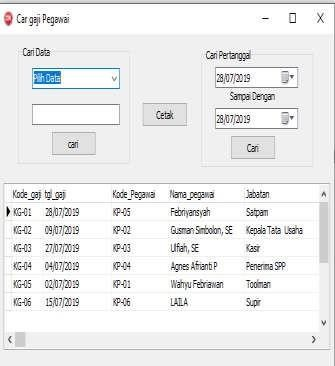 Car gaji Pegawai
Cari Data
Pilih Data
cari
Cetak
Cari Pertanggal
28/07/2019
Sampai Dengan
28/07/2019
Cari
Kode_gaji tgl_gaji Kode_Pegawai Nama_pegawai Jabatan
KG-01 28/07/2019 KP-05 Febriyansyah Satpam
KG-02 09/07/2019 KP-02 Gusman Simbolon, SE Kepala Tata Usaha
KG-03 27/07/2019 KP-03 Ulfiah, SE Kasir
KG-04 04/07/2019 KP-04 Agnes Afrianti P Penerima SPP
KG-05 02/07/2019 KP-01 Wahyu Febriawan Toolman
KG-06 15/07/2019 KP-06 LAILA Supir